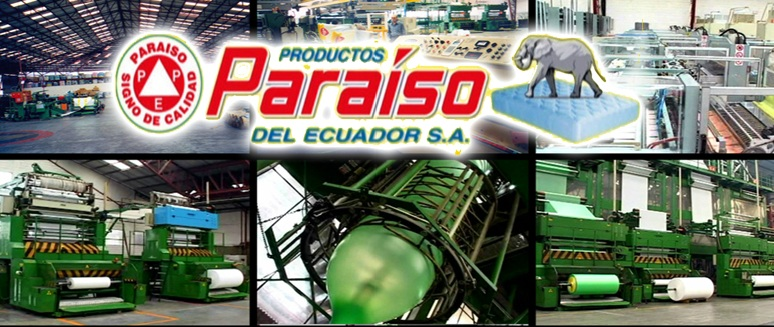 PARAISO
P P
E
SIGNO DE CALIDAD
PRODUCTOS
Paraíso
DEL ECUADOR S.A.